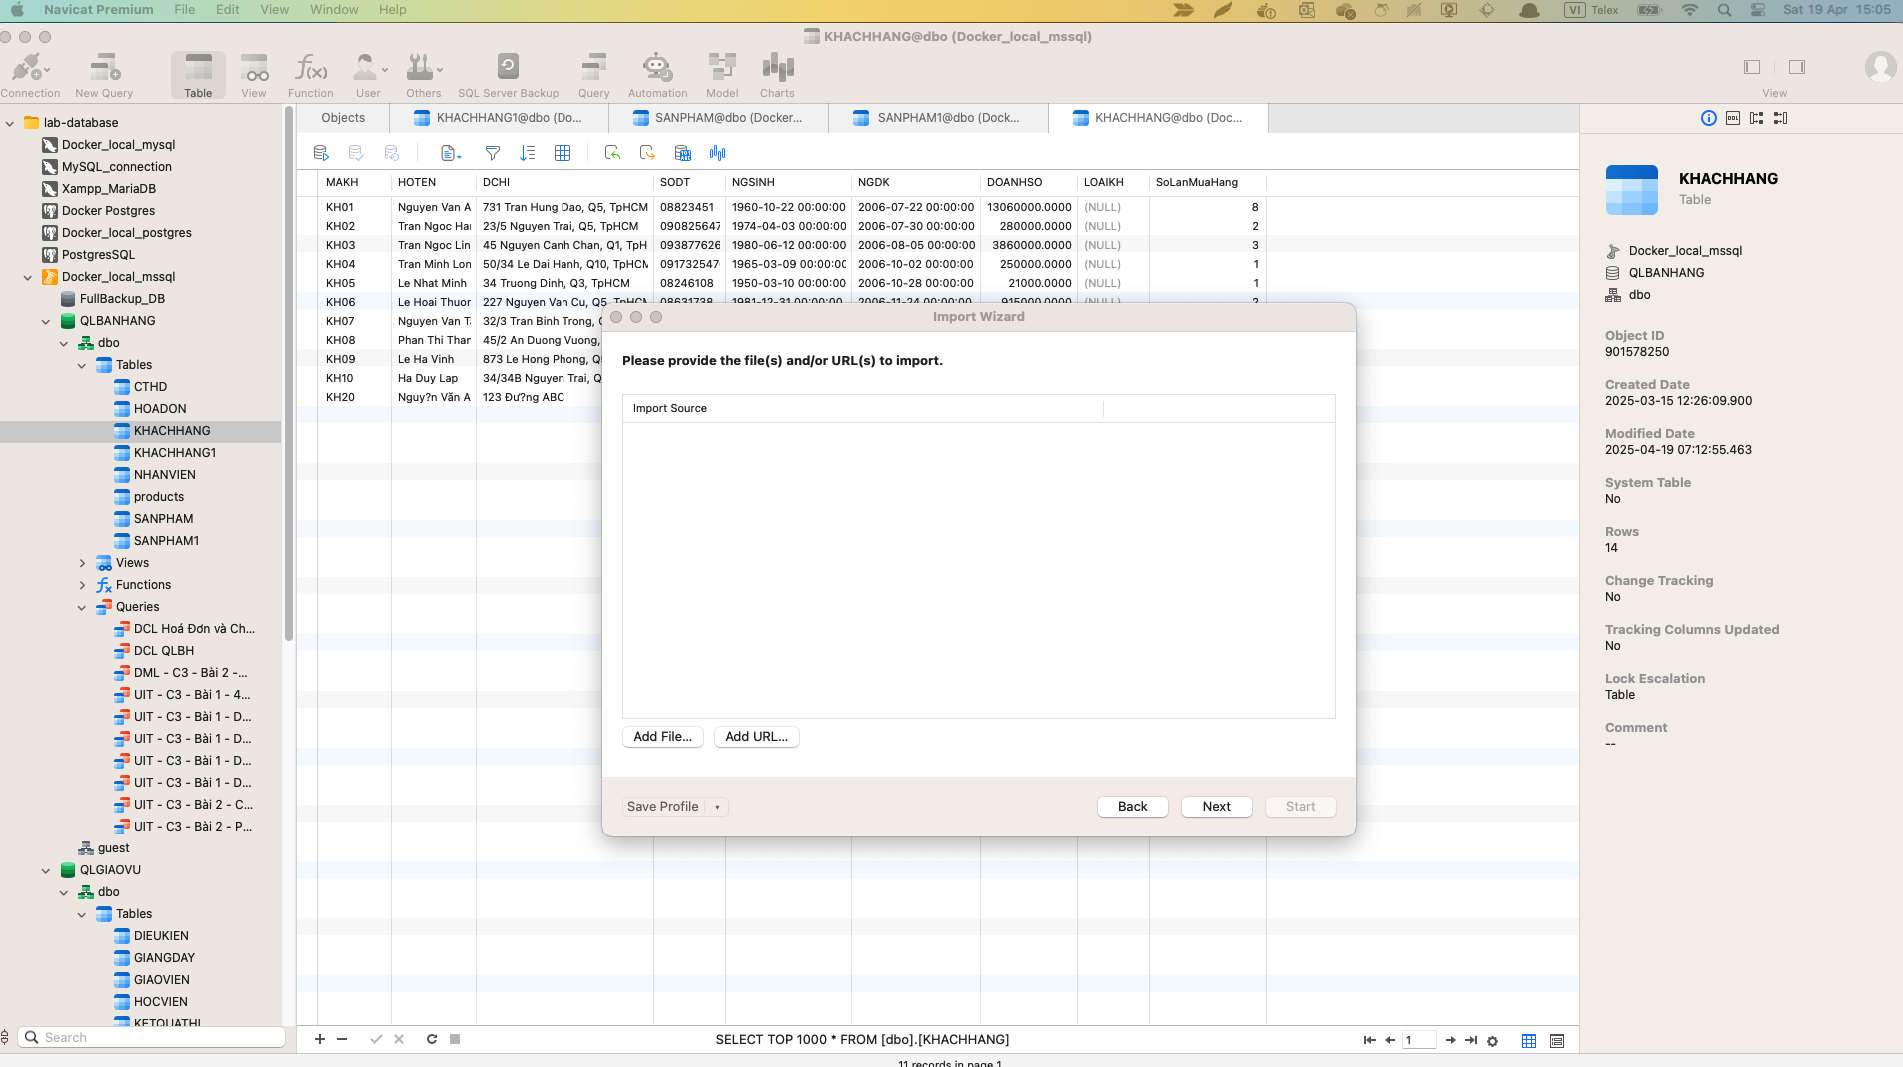 Navicat Premium File Edit View Window Help
VI Telex Sat 19 Apr 15:05
KHACHHANG@dbo (Docker_local_mssql)
Connection New Query Table View Function User Others SQL Server Backup Query Automation Model Charts View
lab-database
Docker_local_mysql
MySQL_connection
Xampp_MariaDB
Docker Postgres
Docker_local_postgres
PostgresSQL
Docker_local_mssql
FullBackup_DB
QLBANHANG
dbo
Tables
CTHD
HOADON
KHACHHANG
KHACHHANG1
NHANVIEN
products
SANPHAM
SANPHAM1
Views
Functions
Queries
DCL Hoá Đơn và Ch...
DCL QLBH
DML - C3 - Bài 2 -...
UIT - C3 - Bài 1 - 4...
UIT - C3 - Bài 1 - D...
UIT - C3 - Bài 1 - D...
UIT - C3 - Bài 1 - D...
UIT - C3 - Bài 1 - D...
UIT - C3 - Bài 2 - C...
UIT - C3 - Bài 2 - P...
guest
QLGIAOVU
dbo
Tables
DIEUKIEN
GIANGDAY
GIAOVIEN
HOCVIEN
KETQUATHI
Search
Objects KHACHHANG1@dbo (Do... SANPHAM@dbo (Docker... SANPHAM1@dbo (Dock... KHACHHANG@dbo (Doc...
MAKH HOTEN DCHI SODT NGSINH NGDK DOANHSO LOAIKH SoLanMuaHang
KH01 Nguyen Van A 731 Tran Hung Dao, Q5, TpHCM 08823451 1960-10-22 00:00:00 2006-07-22 00:00:00 13060000.0000 (NULL) 8
KH02 Tran Ngoc Han 23/5 Nguyen Trai, Q5, TpHCM 090825647 1974-04-03 00:00:00 2006-07-30 00:00:00 280000.0000 (NULL) 2
KH03 Tran Ngoc Lin 45 Nguyen Canh Chan, Q1, TpH 093877626 1980-06-12 00:00:00 2006-08-05 00:00:00 3860000.0000 (NULL) 3
KH04 Tran Minh Lon 50/34 Le Dai Hanh, Q10, TpHCM 091732547 1965-03-09 00:00:00 2006-10-02 00:00:00 250000.0000 (NULL) 1
KH05 Le Nhat Minh 34 Truong Dinh, Q3, TpHCM 08246108 1950-03-10 00:00:00 2006-10-28 00:00:00 21000.0000 (NULL) 1
KH06 Le Hoai Thuor 227 Nguyen Van Cu, Q5, TpHCM 08631738 1981-12-31 00:00:00 2006-11-24 00:00:00 915000.0000 (NULL) 2
KH07 Nguyen Van T 32/3 Tran Binh Trong,
KH08 Phan Thi Than 45/2 An Duong Vuong,
KH09 Le Ha Vinh 873 Le Hong Phong, Q
KH10 Ha Duy Lap 34/34B Nguyen Trai, Q
KH20 Nguy?n Văn A 123 Đư?ng ABC
Import Wizard
Please provide the file(s) and/or URL(s) to import.
Import Source
Add File... Add URL...
Save Profile Back Next Start
SELECT TOP 1000 * FROM [dbo].[KHACHHANG] 1
11 records in page 1
KHACHHANG
Table
Docker_local_mssql
QLBANHANG
dbo
Object ID
901578250
Created Date
2025-03-15 12:26:09.900
Modified Date
2025-04-19 07:12:55.463
System Table
No
Rows
14
Change Tracking
No
Tracking Columns Updated
No
Lock Escalation
Table
Comment
--